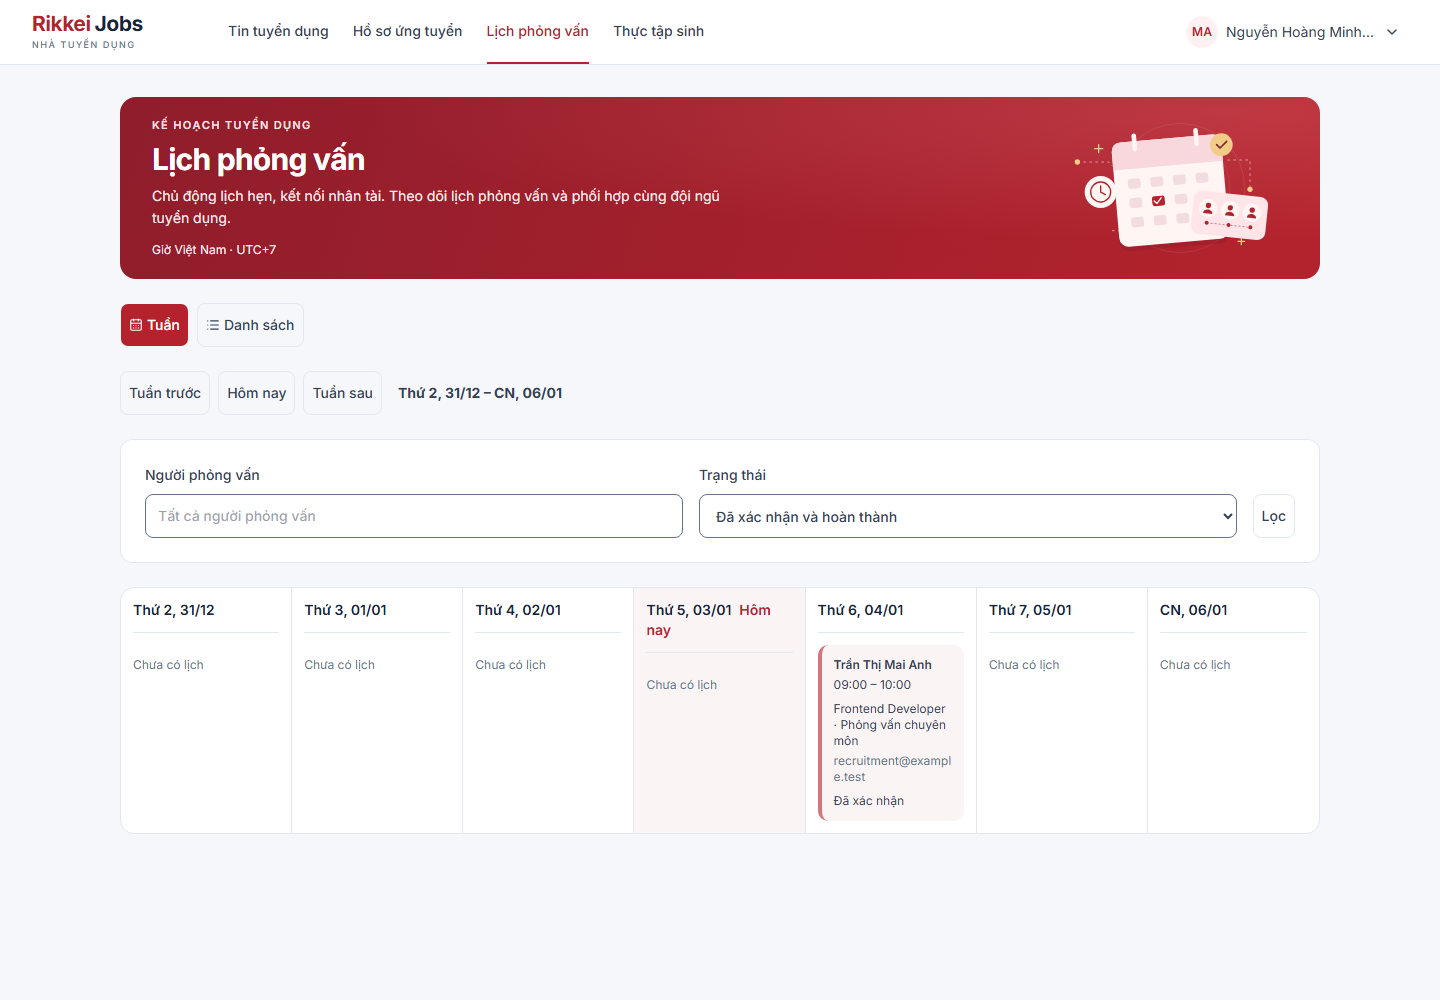 Rikkei Jobs
NHÀ TUYỂN DỤNG
Tin tuyển dụng
Hồ sơ ứng tuyển
Lịch phỏng vấn
Thực tập sinh
MA
Nguyễn Hoàng Minh...
KẾ HOẠCH TUYỂN DỤNG
Lịch phỏng vấn
Chủ động lịch hẹn, kết nối nhân tài. Theo dõi lịch phỏng vấn và phối hợp cùng đội ngũ
tuyển dụng.
Giờ Việt Nam · UTC+7
Tuần
Danh sách
Tuần trước
Hôm nay
Tuần sau
Thứ 2, 31/12 – CN, 06/01
Người phỏng vấn
Tất cả người phỏng vấn
Trạng thái
Đã xác nhận và hoàn thành
Lọc
Thứ 2, 31/12
Chưa có lịch
Thứ 3, 01/01
Chưa có lịch
Thứ 4, 02/01
Chưa có lịch
Thứ 5, 03/01 Hôm
nay
Chưa có lịch
Thứ 6, 04/01
Trần Thị Mai Anh
09:00 – 10:00
Frontend Developer
· Phỏng vấn chuyên
môn
recruitment@exampl
e.test
Đã xác nhận
Thứ 7, 05/01
Chưa có lịch
CN, 06/01
Chưa có lịch